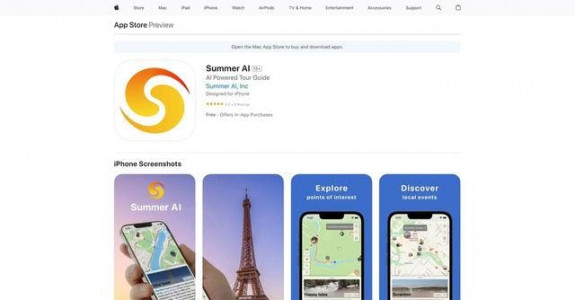 Store Mac iPad iPhone Watch AirPods TV & Home Entertainment Accessories Support
App Store Preview
Open the Mac App Store to buy and download apps.
Summer AI
AI Powered Tour Guide
Summer AI, Inc
Designed for iPhone
Free · Offers In-App Purchases
iPhone Screenshots
Summer AI
Explore
points of interest
Discover
local events